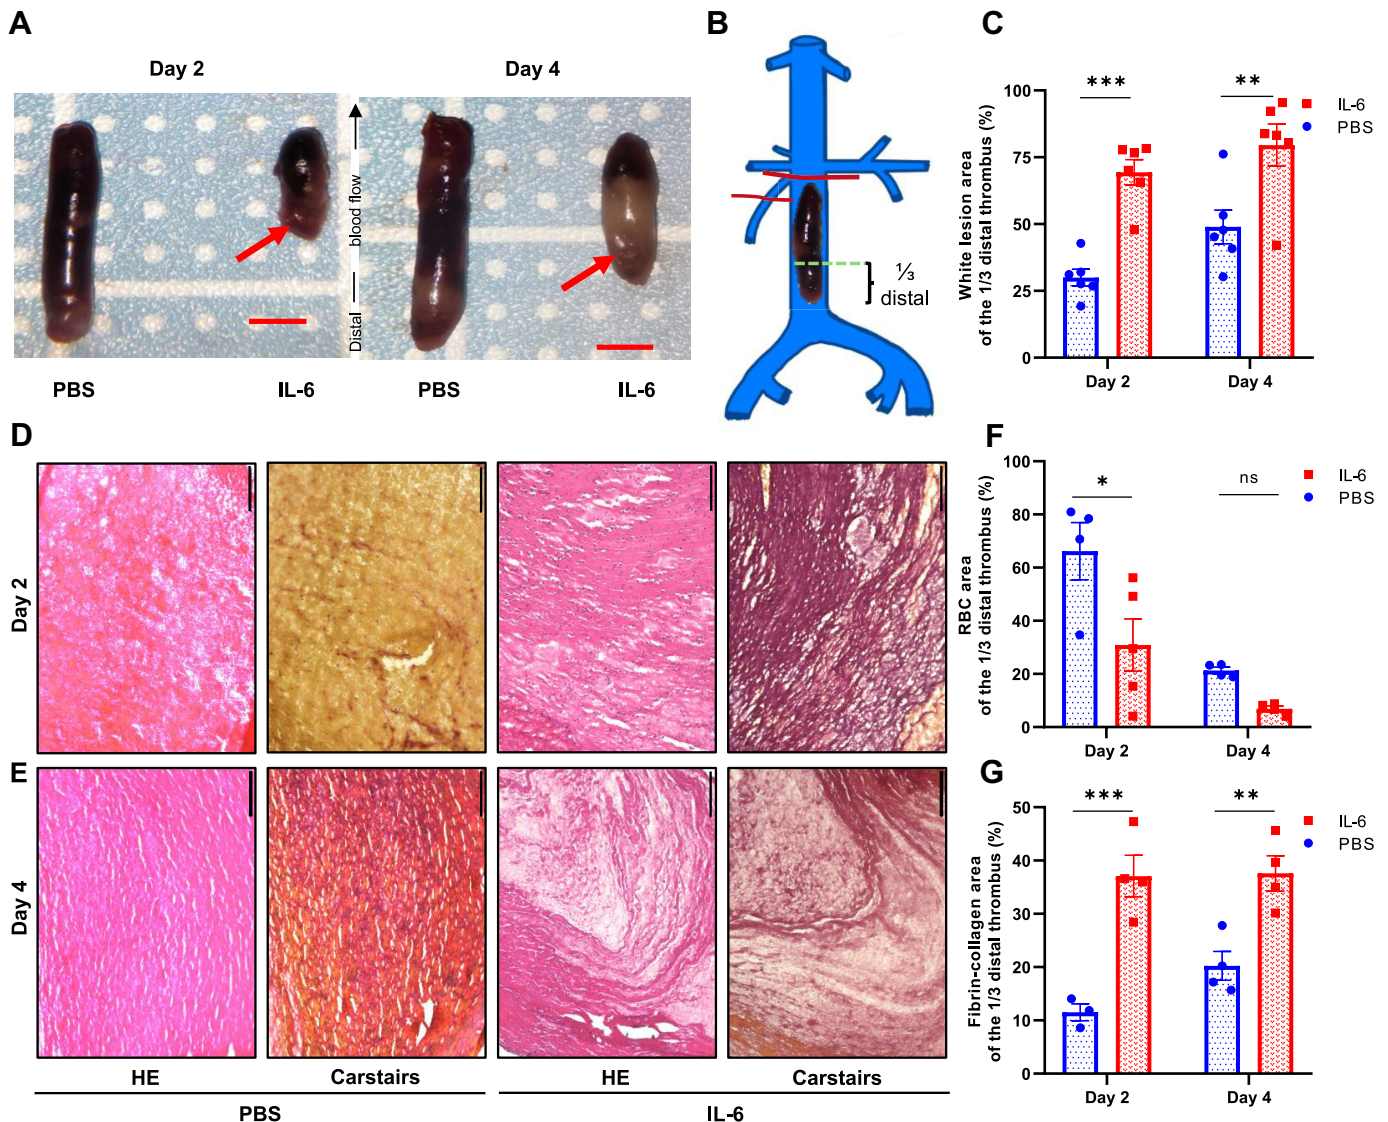 A
Day 2
Day 4
Distal
blood flow
PBS
IL-6
PBS
IL-6
B
⅓
distal
C
White lesion area
of the 1/3 distal thrombus (%)
100
75
50
25
0
***
**
IL-6
PBS
Day 2
Day 4
D
Day 2
E
Day 4
HE
Carstairs
HE
Carstairs
PBS
IL-6
F
RBC area
of the 1/3 distal thrombus (%)
100
80
60
40
20
0
*
ns
IL-6
PBS
Day 2
Day 4
G
Fibrin-collagen area
of the 1/3 distal thrombus (%)
50
40
30
20
10
0
***
**
IL-6
PBS
Day 2
Day 4